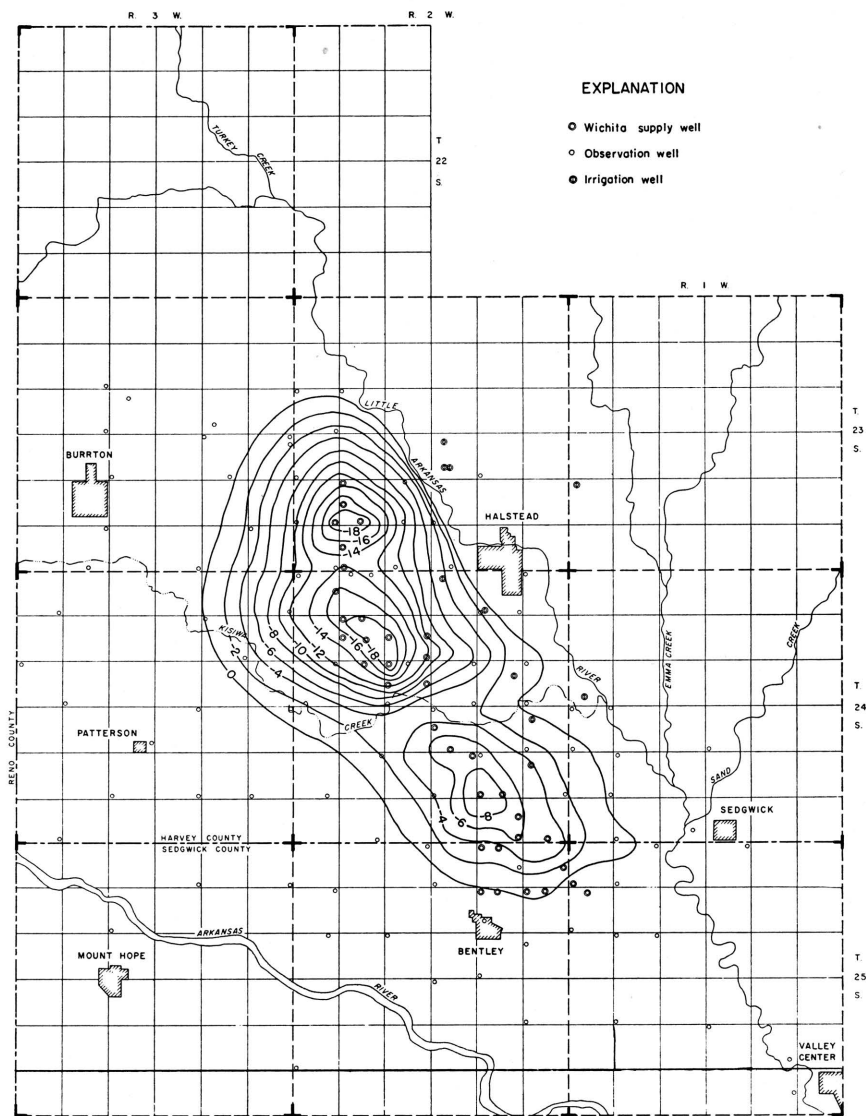 R. 3 W.
R. 2 W.
EXPLANATION
Wichita supply well
Observation well
Irrigation well
T.
22
S.
TURKEY
CREEK
R. 1 W.
T.
23
S.
LITTLE
ARKANSAS
BURRTON
HALSTEAD
-18
-16
-14
KISIWA
-14
-16
-18
-12
-10
-8
-6
-4
-2
0
EMMA CREEK
CREEK
RIVER
T.
24
S.
CREEK
PATTERSON
RENO COUNTY
SAND
SEDGWICK
-4
-6
-8
HARVEY COUNTY
SEDGWICK COUNTY
ARKANSAS
MOUNT HOPE
BENTLEY
T.
25
S.
RIVER
VALLEY
CENTER